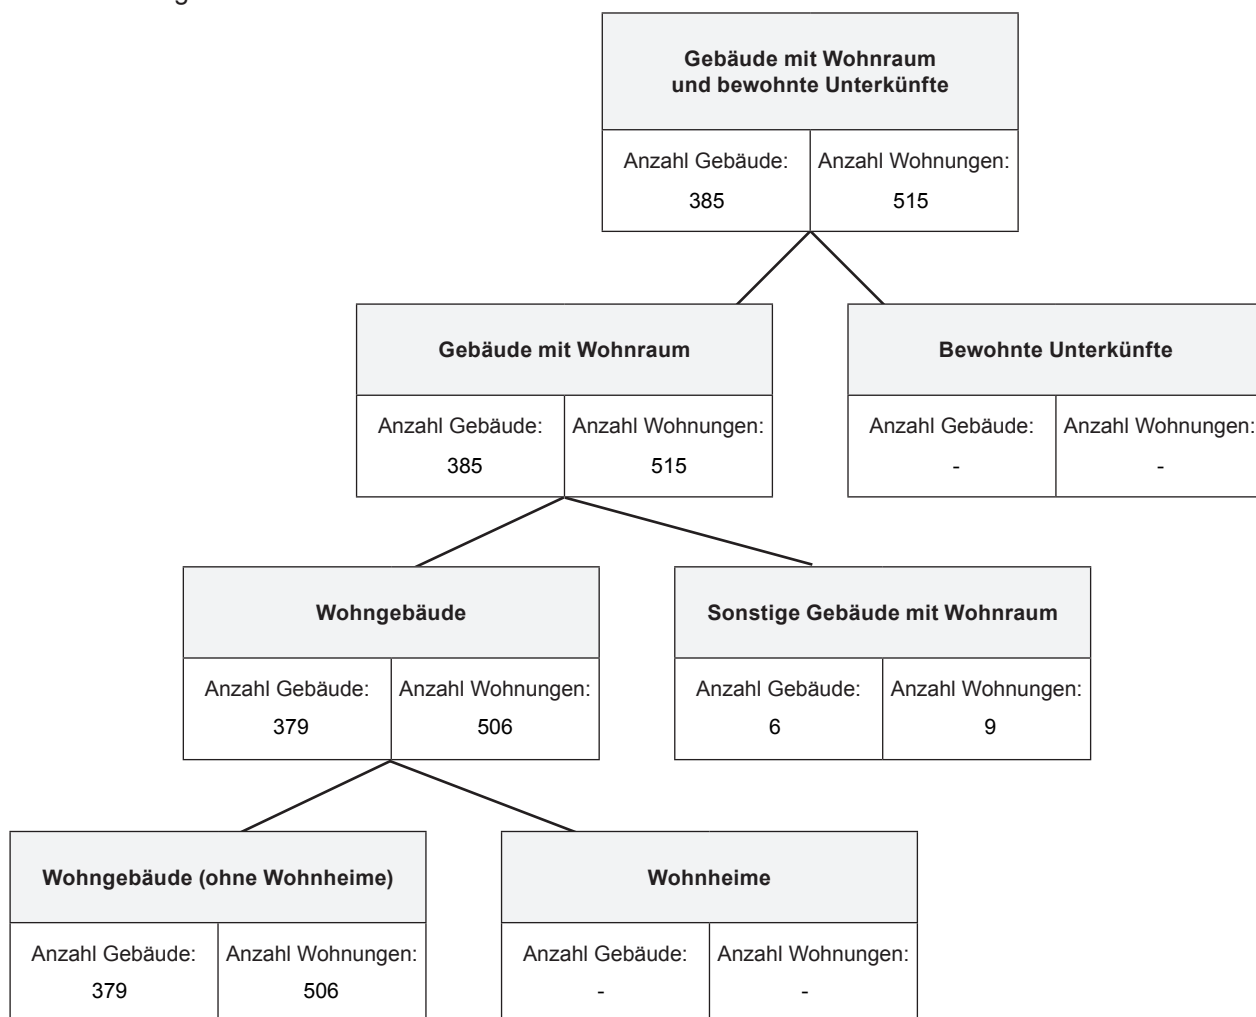 Gebäude mit Wohnraum
und bewohnte Unterkünfte
Anzahl Gebäude: Anzahl Wohnungen:
385 515
Gebäude mit Wohnraum
Anzahl Gebäude: Anzahl Wohnungen:
385 515
Bewohnte Unterkünfte
Anzahl Gebäude: Anzahl Wohnungen:
- -
Wohngebäude
Anzahl Gebäude: Anzahl Wohnungen:
379 506
Sonstige Gebäude mit Wohnraum
Anzahl Gebäude: Anzahl Wohnungen:
6 9
Wohngebäude (ohne Wohnheime)
Anzahl Gebäude: Anzahl Wohnungen:
379 506
Wohnheime
Anzahl Gebäude: Anzahl Wohnungen:
- -